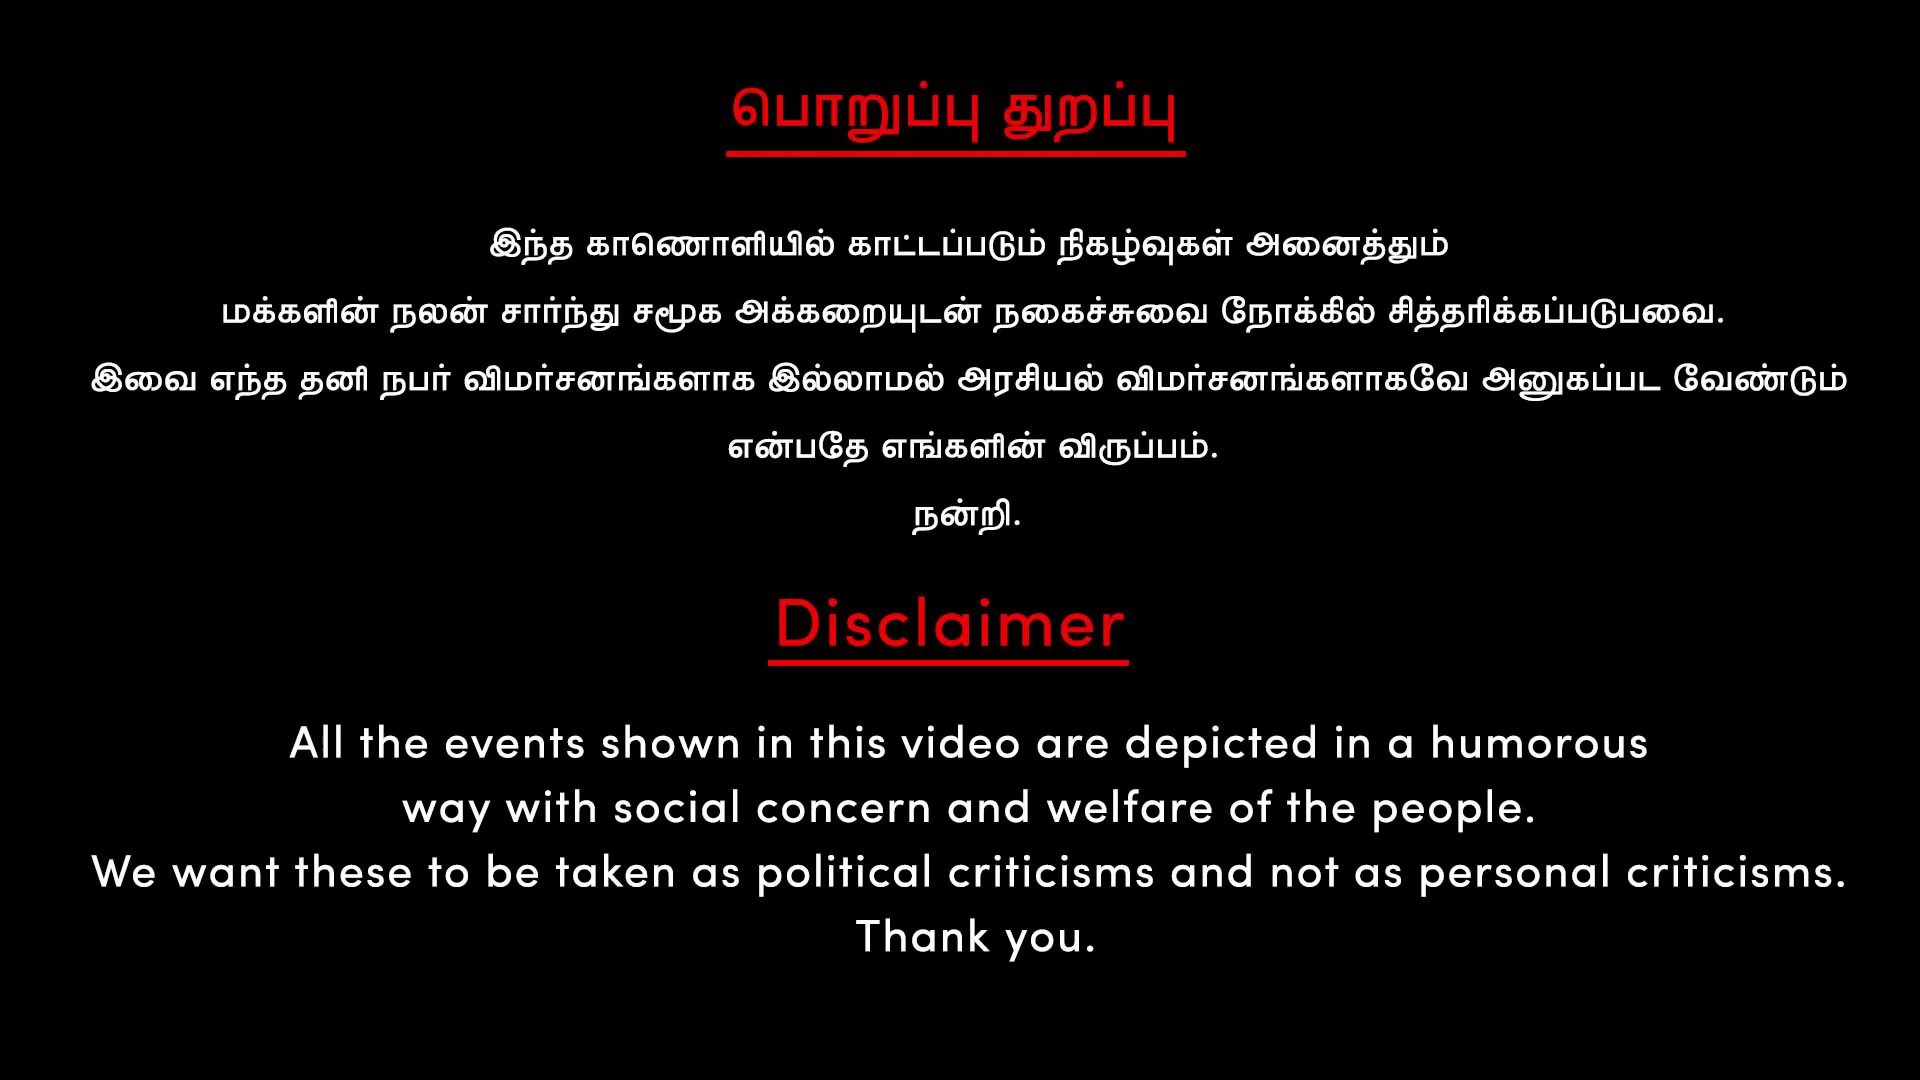 பொறுப்பு துறப்பு
இந்த காணொளியில் காட்டப்படும் நிகழ்வுகள் அனைத்தும்
மக்களின் நலன் சார்ந்து சமூக அக்கறையுடன் நகைச்சுவை நோக்கில் சித்தரிக்கப்படுபவை.
இவை எந்த தனி நபர் விமர்சனங்களாக இல்லாமல் அரசியல் விமர்சனங்களாகவே அனுகப்பட வேண்டும்
என்பதே எங்களின் விருப்பம்.
நன்றி.
Disclaimer
All the events shown in this video are depicted in a humorous
way with social concern and welfare of the people.
We want these to be taken as political criticisms and not as personal criticisms.
Thank you.